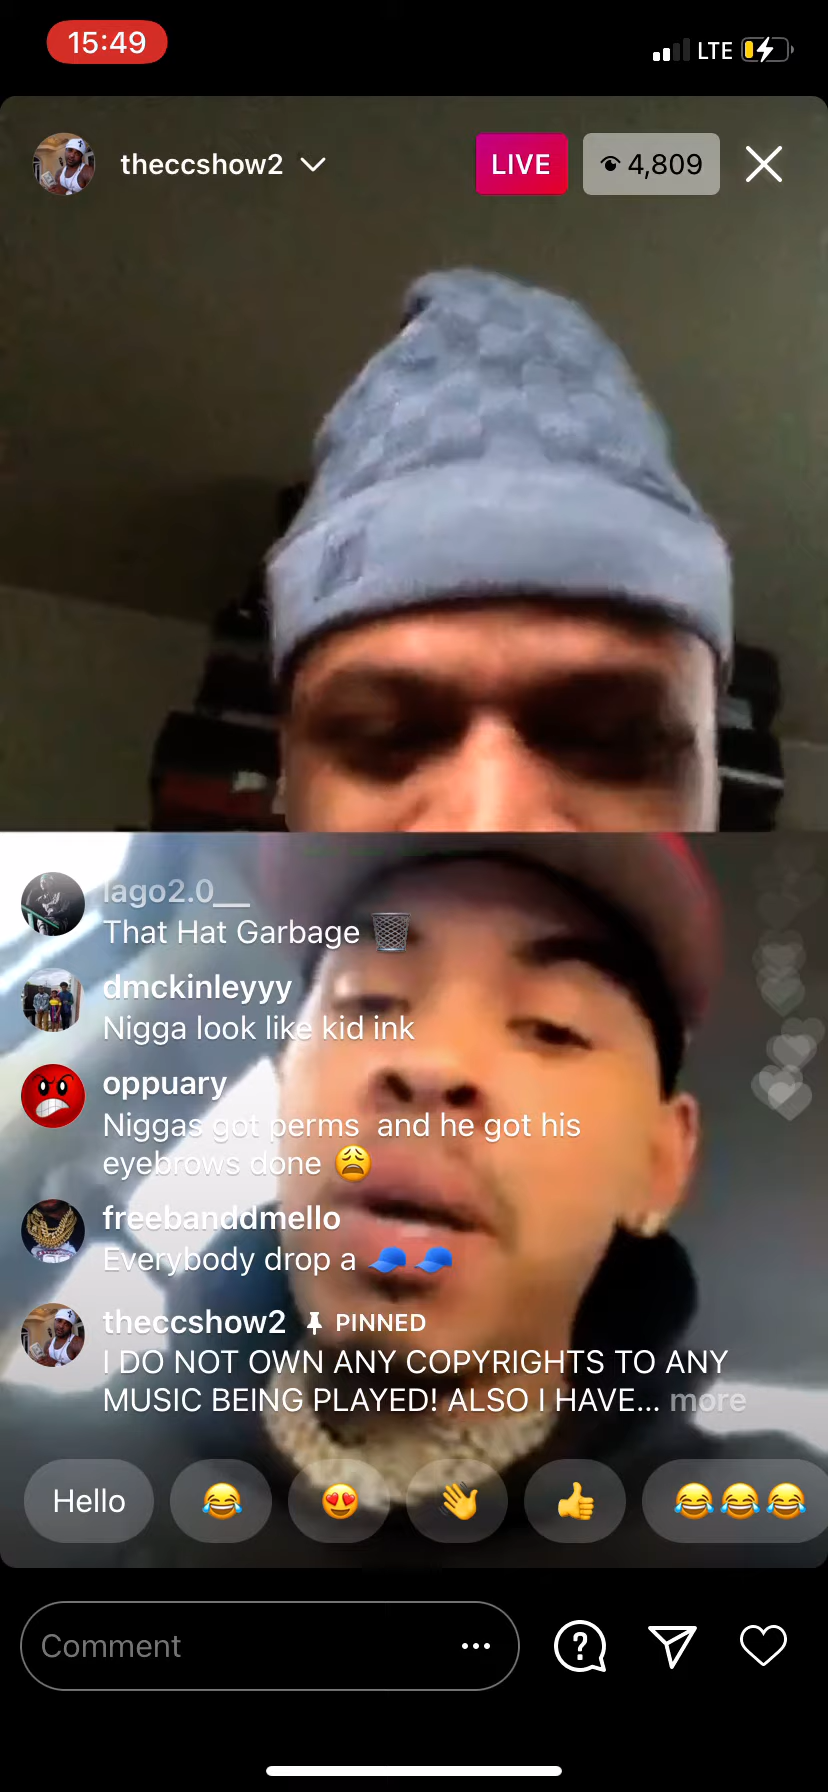 15:49
LTE
theccshow2
LIVE
4,809
lago2.0__
That Hat Garbage 🗑
dmckinleyyy
Nigga look like kid ink
oppuary
Niggas got perms and he got his
eyebrows done 😩
freebanddmello
Everybody drop a 🧢🧢
theccshow2 📌 PINNED
I DO NOT OWN ANY COPYRIGHTS TO ANY
MUSIC BEING PLAYED! ALSO I HAVE... more
Hello 😂 😍 👋 👍 😂😂😂
Comment ...